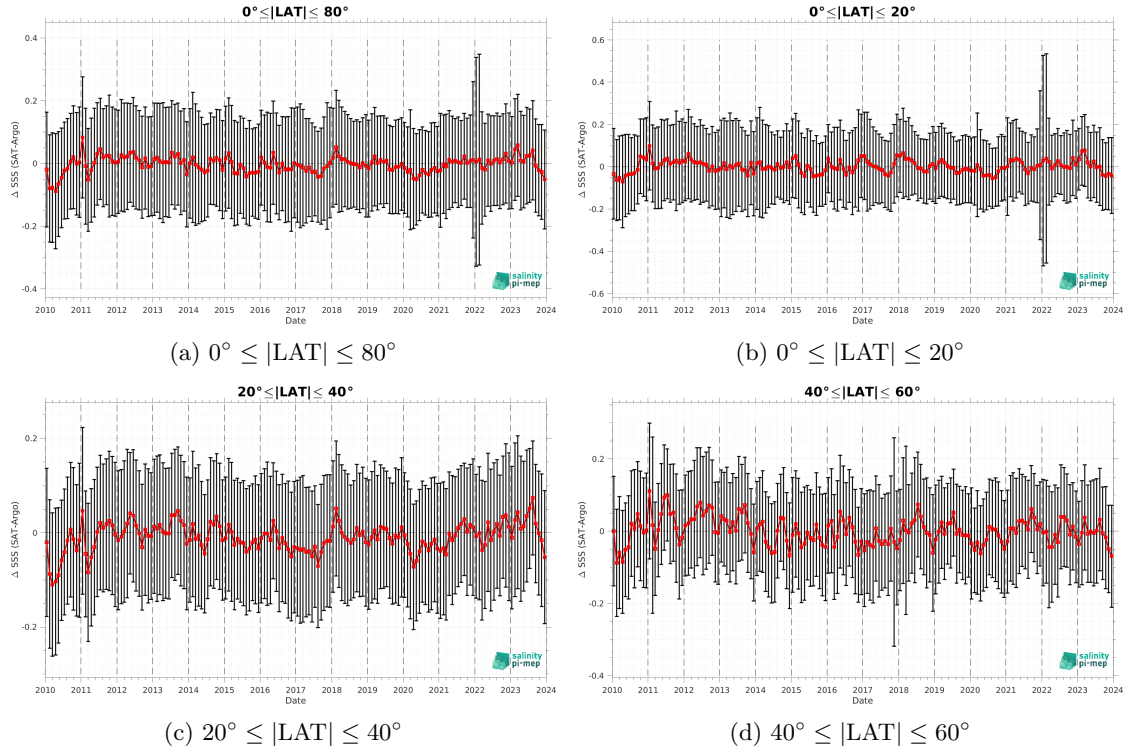 0°≤|LAT|≤ 80°
Δ SSS (SAT-Argo)
0.4
0.2
0
-0.2
-0.4
2010 2011 2012 2013 2014 2015 2016 2017 2018 2019 2020 2021 2022 2023 2024
Date
salinity
pi-mep
(a) 0° ≤ |LAT| ≤ 80°
0°≤|LAT|≤ 20°
Δ SSS (SAT-Argo)
0.6
0.4
0.2
0
-0.2
-0.4
-0.6
2010 2011 2012 2013 2014 2015 2016 2017 2018 2019 2020 2021 2022 2023 2024
Date
salinity
pi-mep
(b) 0° ≤ |LAT| ≤ 20°
20°≤|LAT|≤ 40°
Δ SSS (SAT-Argo)
0.2
0
-0.2
2010 2011 2012 2013 2014 2015 2016 2017 2018 2019 2020 2021 2022 2023 2024
Date
salinity
pi-mep
(c) 20° ≤ |LAT| ≤ 40°
40°≤|LAT|≤ 60°
Δ SSS (SAT-Argo)
0.2
0
-0.2
-0.4
2010 2011 2012 2013 2014 2015 2016 2017 2018 2019 2020 2021 2022 2023 2024
Date
salinity
pi-mep
(d) 40° ≤ |LAT| ≤ 60°